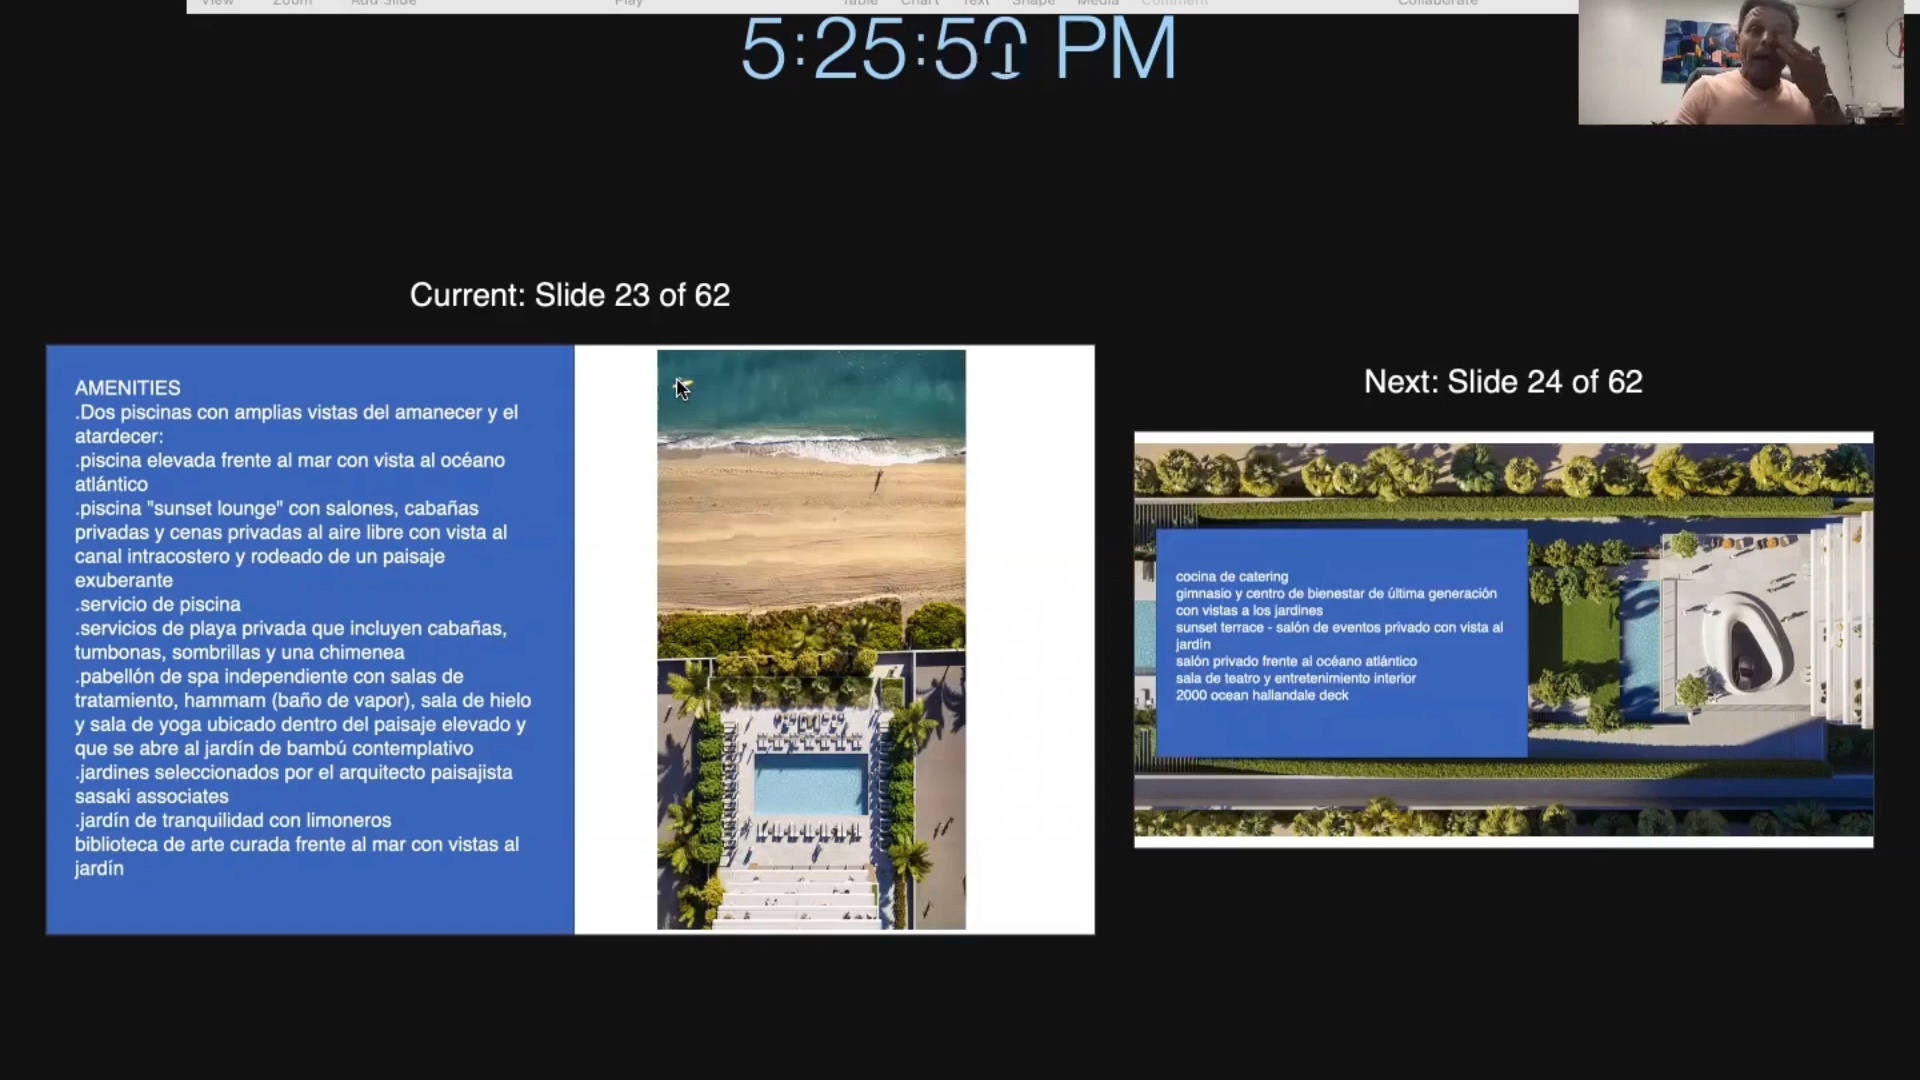 View Zoom Add Slide Play Table Chart Text Shape Media Comment Collaborate
PM
Current: Slide 23 of 62
AMENITIES
.Dos piscinas con amplias vistas del amanecer y el
atardecer:
.piscina elevada frente al mar con vista al océano
atlántico
.piscina "sunset lounge" con salones, cabañas
privadas y cenas privadas al aire libre con vista al
canal intracostero y rodeado de un paisaje
exuberante
.servicio de piscina
.servicios de playa privada que incluyen cabañas,
tumbonas, sombrillas y una chimenea
.pabellón de spa independiente con salas de
tratamiento, hammam (baño de vapor), sala de hielo
y sala de yoga ubicado dentro del paisaje elevado y
que se abre al jardín de bambú contemplativo
.jardines seleccionados por el arquitecto paisajista
sasaki associates
.jardín de tranquilidad con limoneros
biblioteca de arte curada frente al mar con vistas al
jardín
Next: Slide 24 of 62
cocina de catering
gimnasio y centro de bienestar de última generación
con vistas a los jardines
sunset terrace - salón de eventos privado con vista al
jardín
salón privado frente al océano atlántico
sala de teatro y entretenimiento interior
2000 ocean hallandale deck